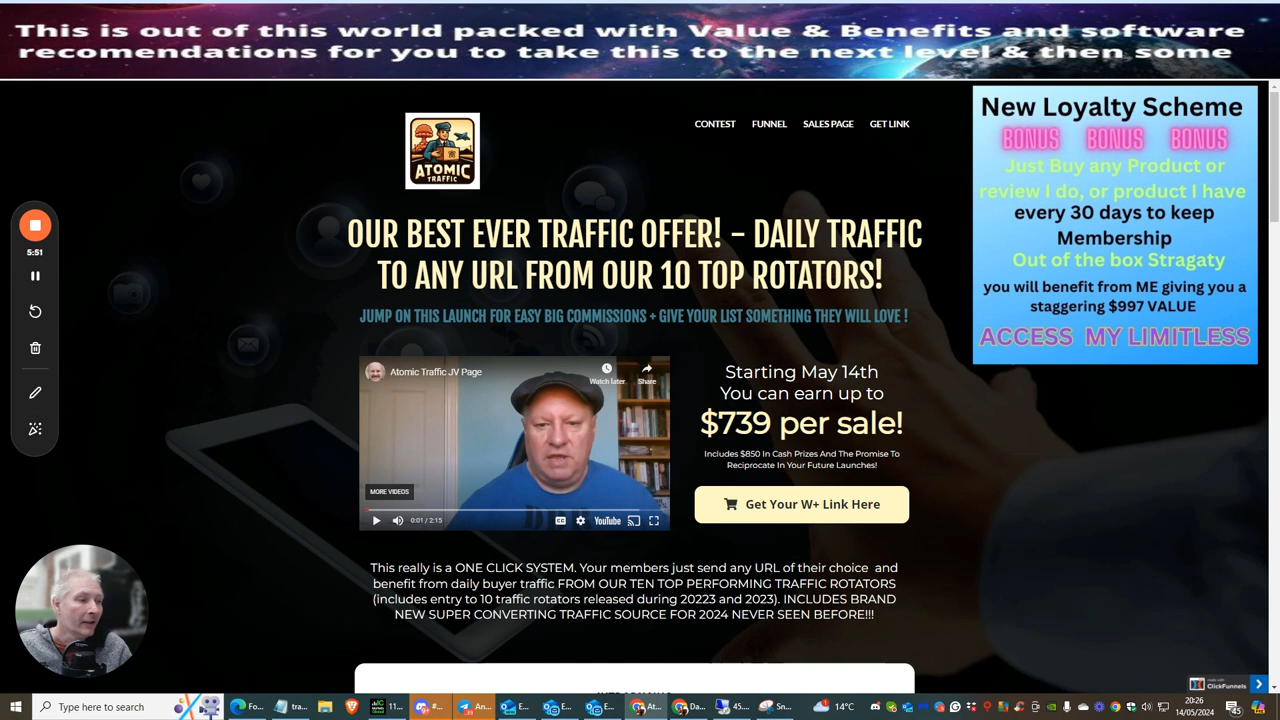 This is out of this world packed with Value & Benefits and software
recomendations for you to take this to the next level & then some
ATOMIC
TRAFFIC
CONTEST
FUNNEL
SALES PAGE
GET LINK
New Loyalty Scheme
BONUS BONUS BONUS
Just Buy any Product or
review I do, or product I have
every 30 days to keep
Membership
Out of the box Stragaty
you will benefit from ME giving you a
staggering $997 VALUE
ACCESS MY LIMITLESS
5:51
OUR BEST EVER TRAFFIC OFFER! - DAILY TRAFFIC
TO ANY URL FROM OUR 10 TOP ROTATORS!
JUMP ON THIS LAUNCH FOR EASY BIG COMMISSIONS + GIVE YOUR LIST SOMETHING THEY WILL LOVE !
Atomic Traffic JV Page
Watch later
Share
MORE VIDEOS
0:01 / 2:15
CC
YouTube
Starting May 14th
You can earn up to
$739 per sale!
Includes $850 In Cash Prizes And The Promise To
Reciprocate In Your Future Launches!
Get Your W+ Link Here
This really is a ONE CLICK SYSTEM. Your members just send any URL of their choice and
benefit from daily buyer traffic FROM OUR TEN TOP PERFORMING TRAFFIC ROTATORS
(includes entry to 10 traffic rotators released during 20223 and 2023). INCLUDES BRAND
NEW SUPER CONVERTING TRAFFIC SOURCE FOR 2024 NEVER SEEN BEFORE!!!
made with
ClickFunnels
Type here to search
Fo...
tra...
11...
#...
An...
E...
E...
E...
At...
Da...
45...
Sn...
14°C
20:26
14/05/2024